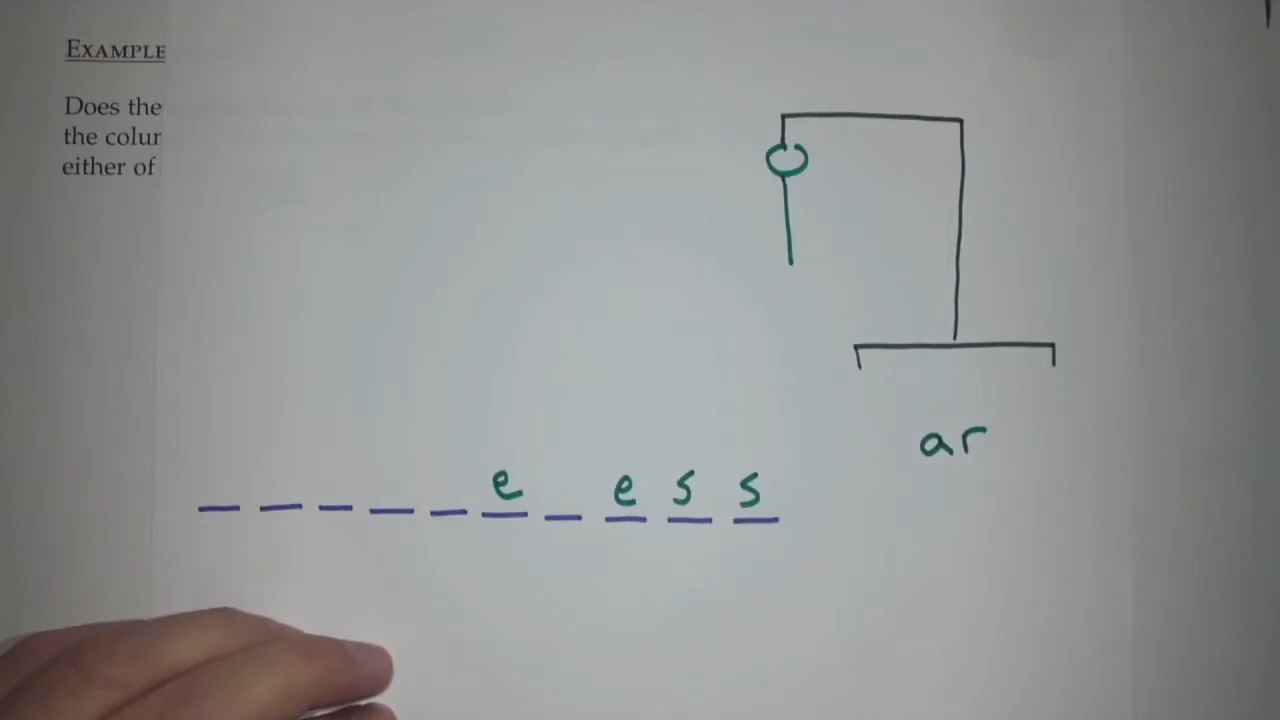 EXAMPLE
Does the
the colur
either of
ar
_ _ _ _ _ e _ e s s